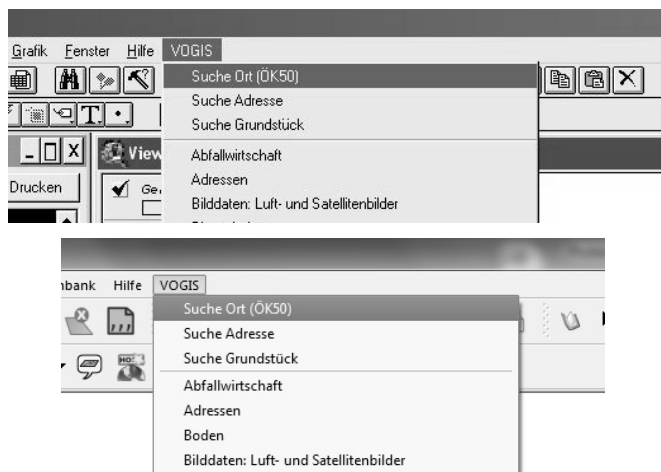 Grafik Fenster Hilfe VOGIS
Suche Ort (ÖK50)
Suche Adresse
Suche Grundstück
View
Abfallwirtschaft
Drucken
Adressen
Bilddaten: Luft- und Satellitenbilder
Hilfe VOGIS
Suche Ort (ÖK50)
Suche Adresse
Suche Grundstück
Abfallwirtschaft
Adressen
Boden
Bilddaten: Luft- und Satellitenbilder